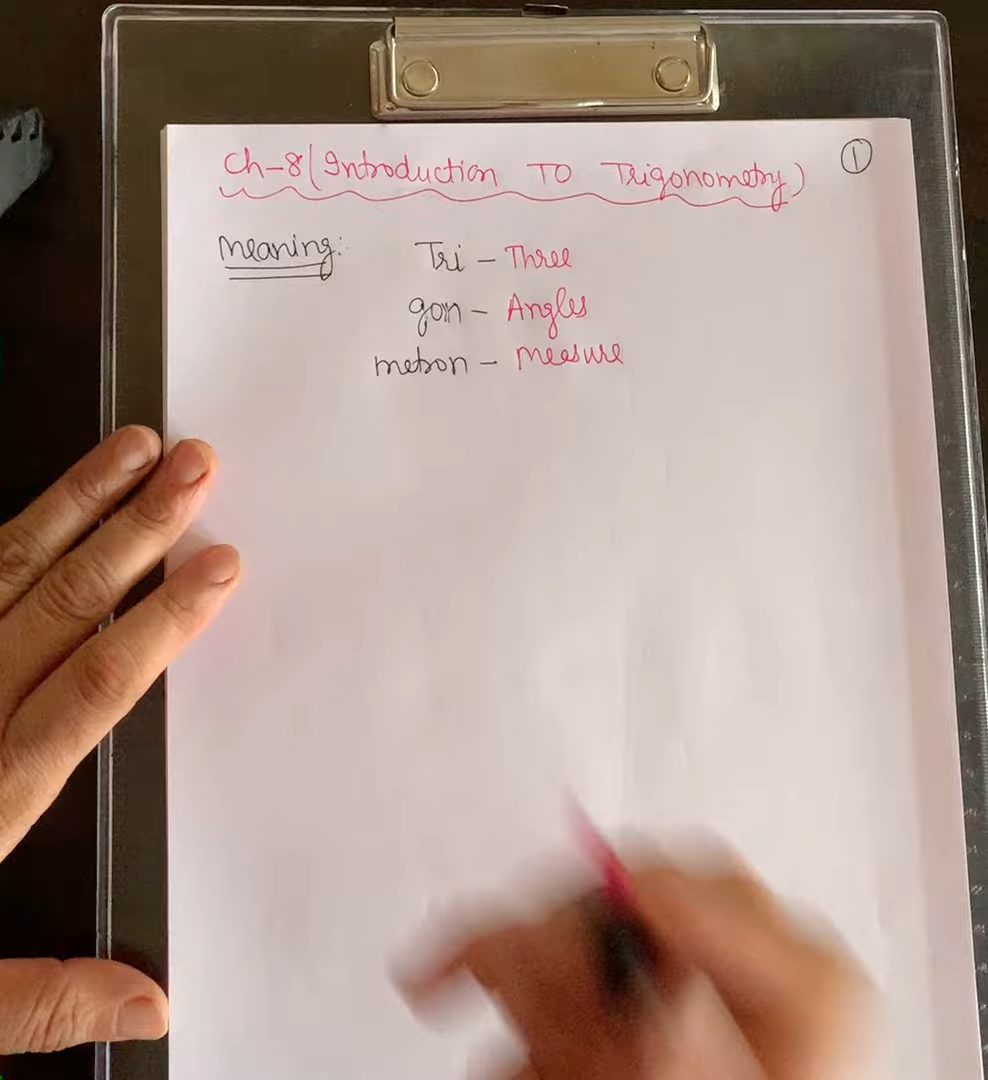 Ch-8 (Introduction To Trigonometry) ①
Meaning: Tri - Three
gon - Angles
metron - Measure